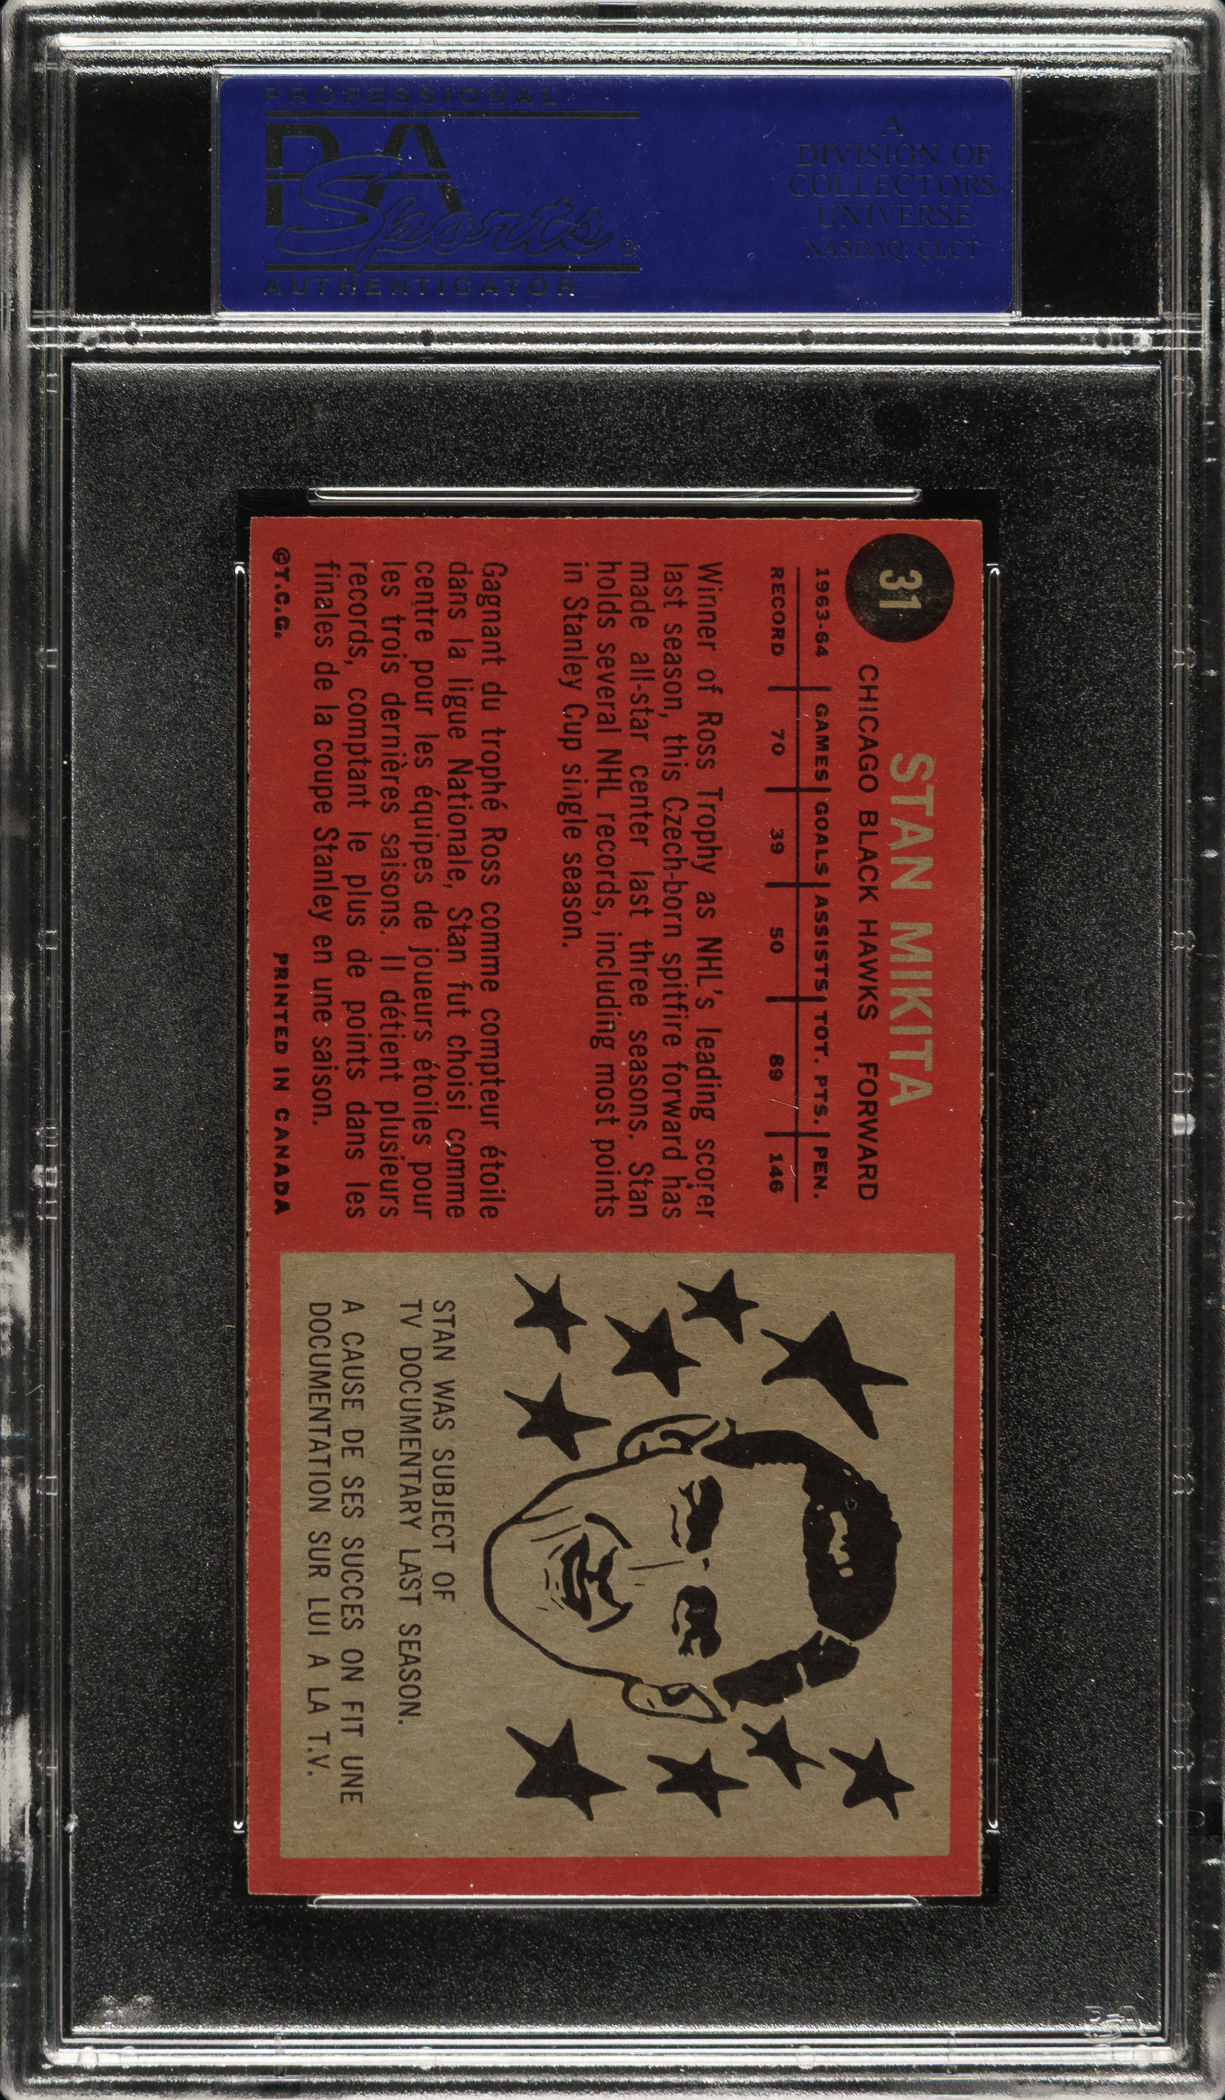 PROFESSIONAL
PSA
Sports®
AUTHENTICATOR
A
DIVISION OF
COLLECTORS
UNIVERSE
NASDAQ: CLCT
31
STAN MIKITA
CHICAGO BLACK HAWKS FORWARD
1963-64 GAMES GOALS ASSISTS TOT. PTS. PEN.
RECORD 70 39 50 89 146
Winner of Ross Trophy as NHL's leading scorer
last season, this Czech-born spitfire forward has
made all-star center last three seasons. Stan
holds several NHL records, including most points
in Stanley Cup single season.
Gagnant du trophé Ross comme compteur étoile
dans la ligue Nationale, Stan fut choisi comme
centre pour les équipes de joueurs étoiles pour
les trois dernières saisons. Il détient plusieurs
records, comptant le plus de points dans les
finales de la coupe Stanley en une saison.
©T.C.G. PRINTED IN CANADA
STAN WAS SUBJECT OF
TV DOCUMENTARY LAST SEASON.
A CAUSE DE SES SUCCES ON FIT UNE
DOCUMENTATION SUR LUI A LA T.V.